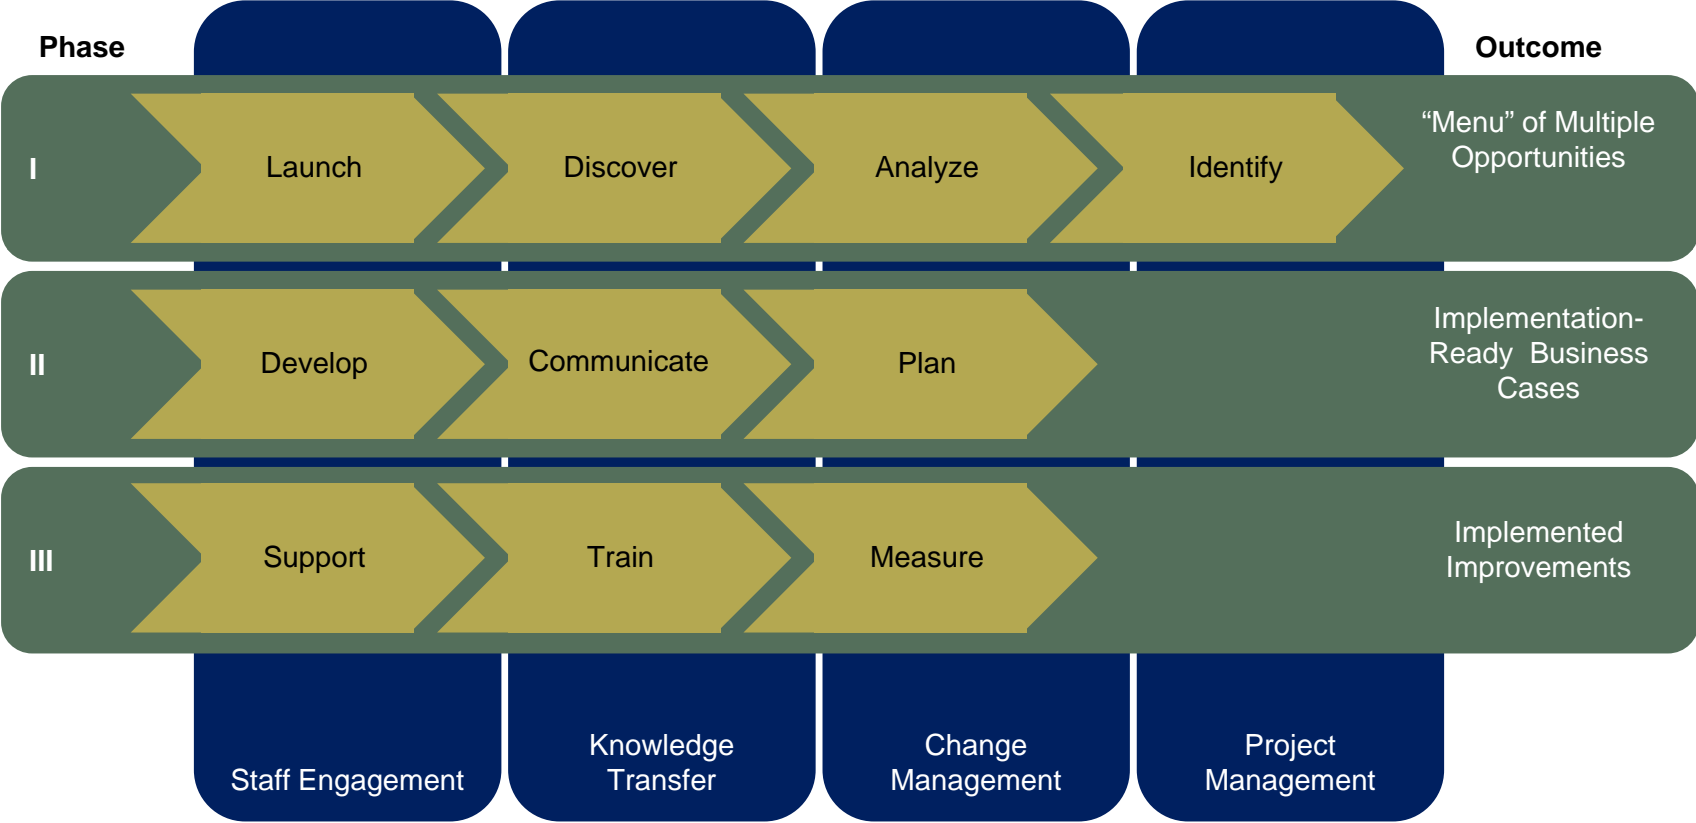 Phase
Outcome
I
Launch
Discover
Analyze
Identify
“Menu” of Multiple
Opportunities
II
Develop
Communicate
Plan
Implementation-
Ready  Business
Cases
III
Support
Train
Measure
Implemented
Improvements
Staff Engagement
Knowledge
Transfer
Change
Management
Project
Management